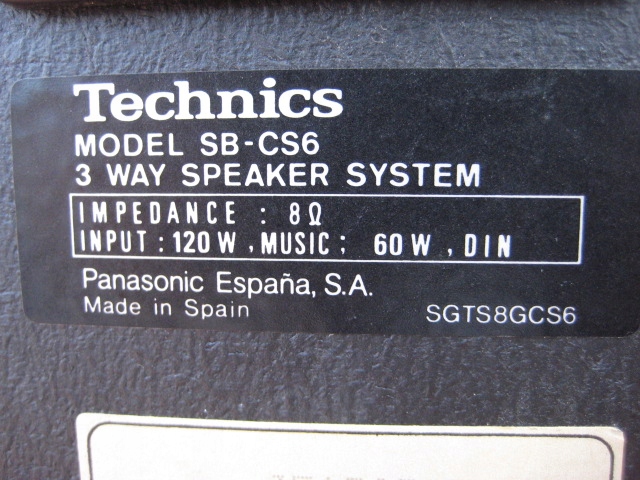 Technics
MODEL SB-CS6
3 WAY SPEAKER SYSTEM
IMPEDANCE : 8Ω
INPUT : 120 W , MUSIC ; 60 W , DIN
Panasonic España, S.A.
Made in Spain
SGTS8GCS6